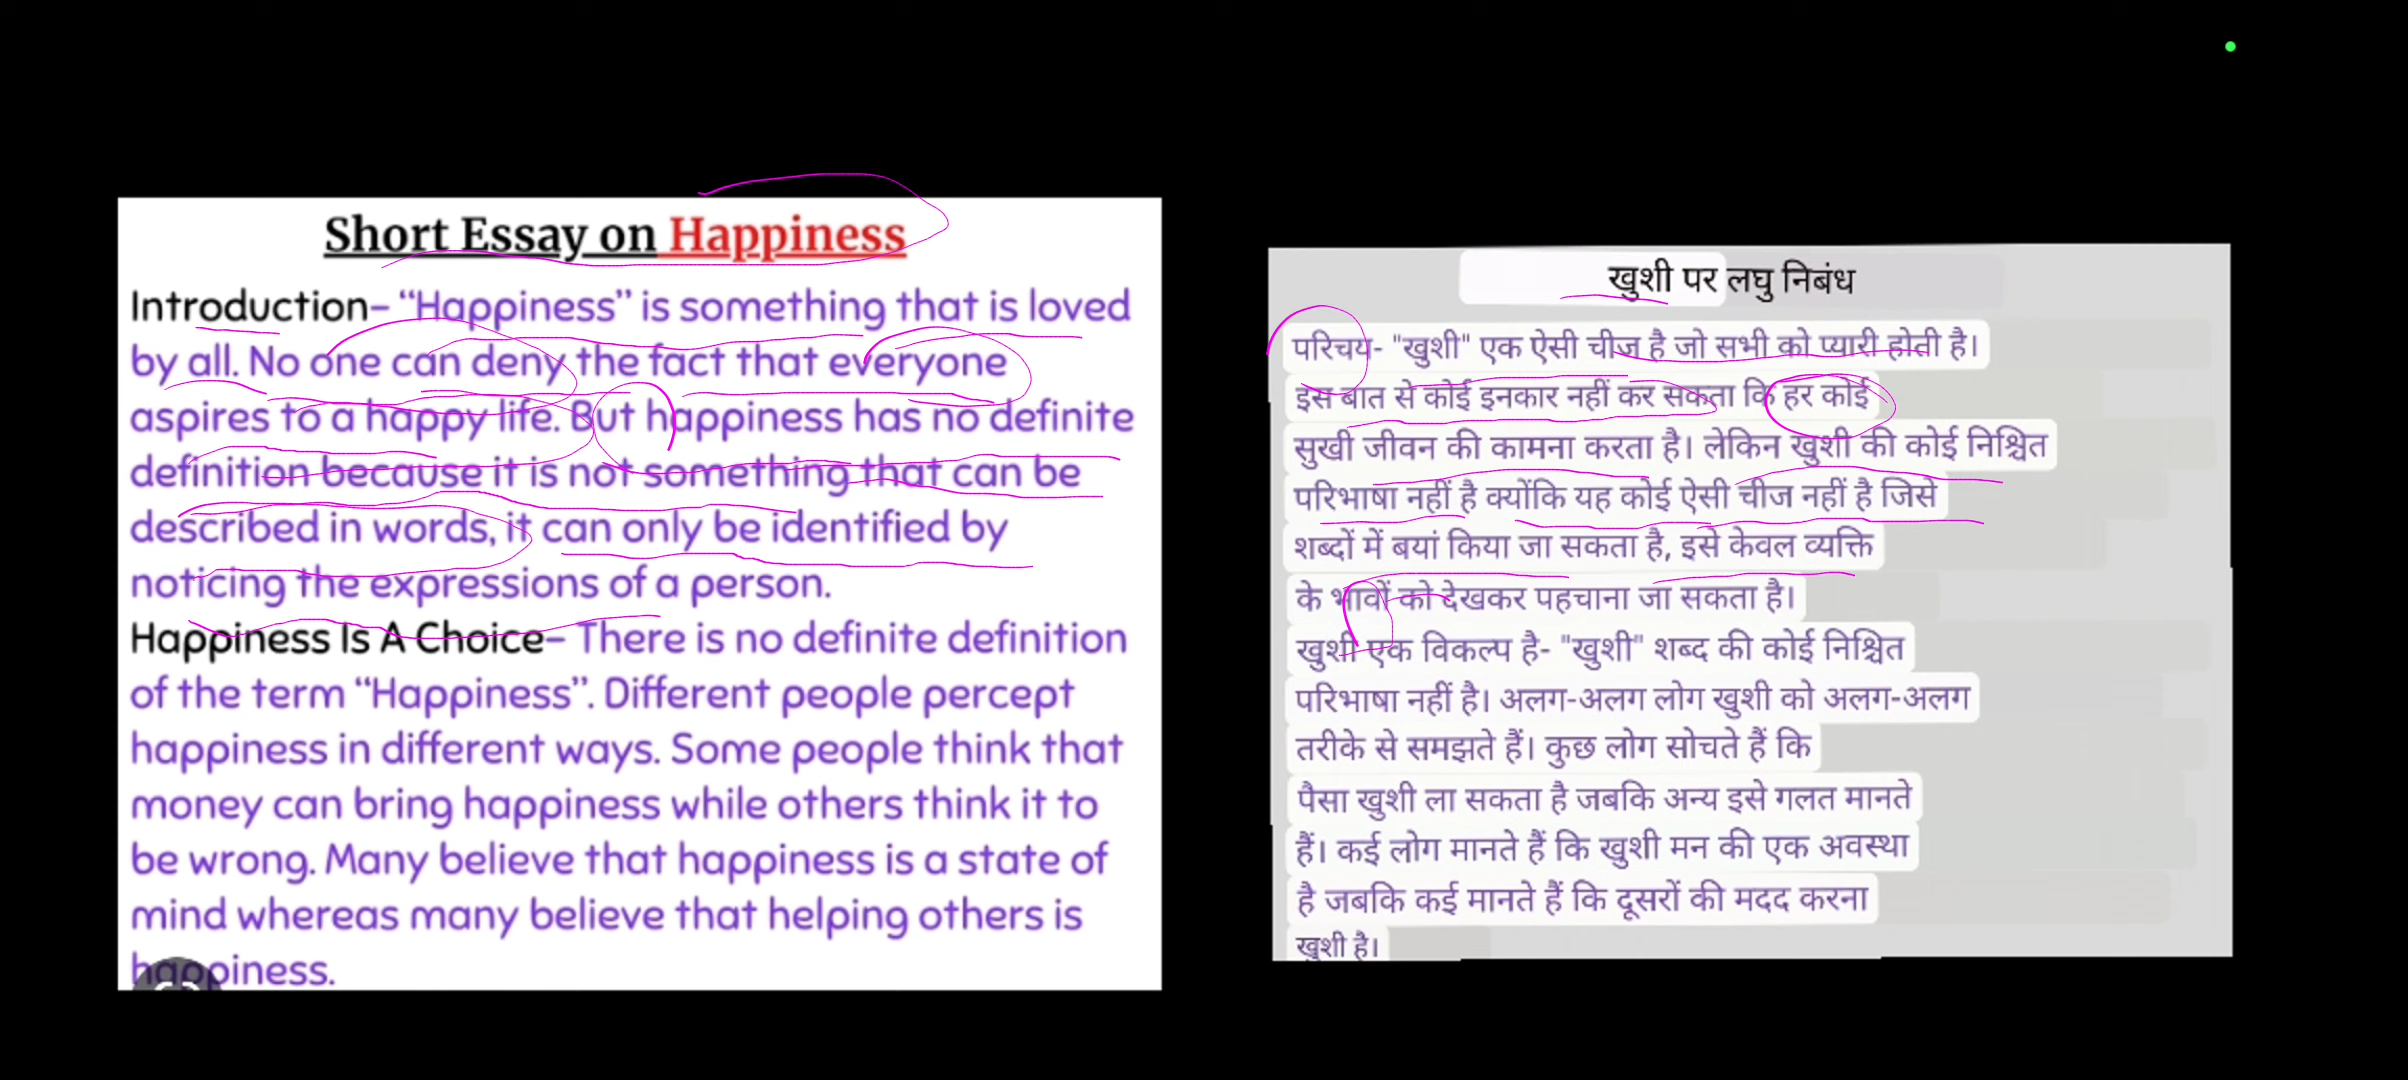 Short Essay on Happiness
Introduction– “Happiness” is something that is loved
by all. No one can deny the fact that everyone
aspires to a happy life. But happiness has no definite
definition because it is not something that can be
described in words, it can only be identified by
noticing the expressions of a person.
Happiness Is A Choice– There is no definite definition
of the term “Happiness”. Different people percept
happiness in different ways. Some people think that
money can bring happiness while others think it to
be wrong. Many believe that happiness is a state of
mind whereas many believe that helping others is
happiness.
खुशी पर लघु निबंध
परिचय- "खुशी" एक ऐसी चीज है जो सभी को प्यारी होती है।
इस बात से कोई इनकार नहीं कर सकता कि हर कोई
सुखी जीवन की कामना करता है। लेकिन खुशी की कोई निश्चित
परिभाषा नहीं है क्योंकि यह कोई ऐसी चीज नहीं है जिसे
शब्दों में बयां किया जा सकता है, इसे केवल व्यक्ति
के भावों को देखकर पहचाना जा सकता है।
खुशी एक विकल्प है- "खुशी" शब्द की कोई निश्चित
परिभाषा नहीं है। अलग-अलग लोग खुशी को अलग-अलग
तरीके से समझते हैं। कुछ लोग सोचते हैं कि
पैसा खुशी ला सकता है जबकि अन्य इसे गलत मानते
हैं। कई लोग मानते हैं कि खुशी मन की एक अवस्था
है जबकि कई मानते हैं कि दूसरों की मदद करना
खुशी है।